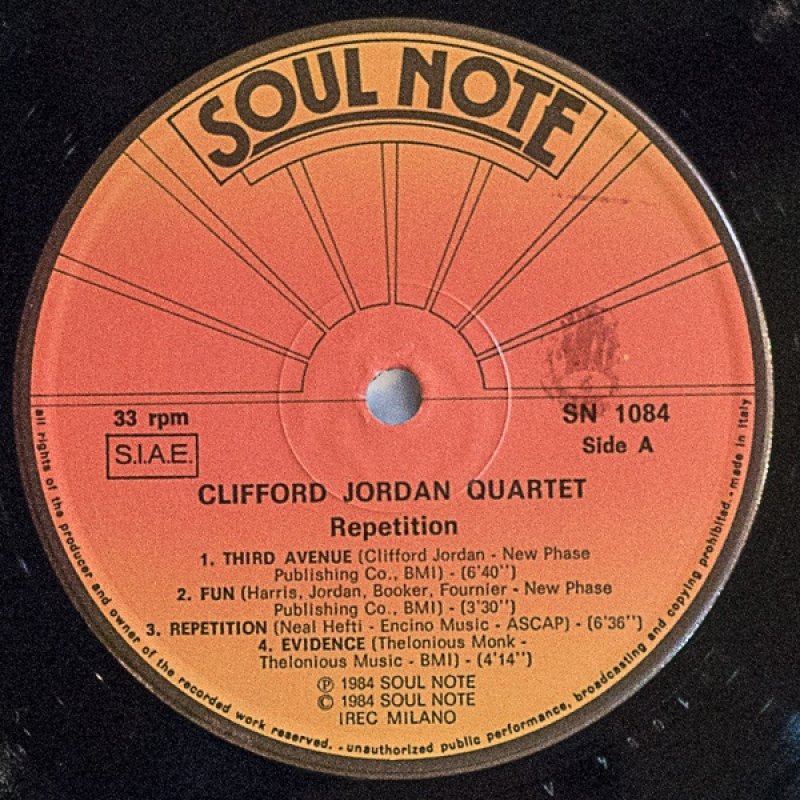 SOUL NOTE
33 rpm
S.I.A.E.
SN 1084
Side A
CLIFFORD JORDAN QUARTET
Repetition
1. THIRD AVENUE (Clifford Jordan - New Phase
Publishing Co., BMI) - (6'40")
2. FUN (Harris, Jordan, Booker, Fournier - New Phase
Publishing Co., BMI) - (3'30")
3. REPETITION (Neal Hefti - Encino Music - ASCAP) - (6'36")
4. EVIDENCE (Thelonious Monk -
Thelonious Music - BMI) - (4'14")
℗ 1984 SOUL NOTE
© 1984 SOUL NOTE
IREC MILANO
all rights of the producer and owner of the recorded work reserved. - unauthorized public performance, broadcasting and copying prohibited. - made in Italy